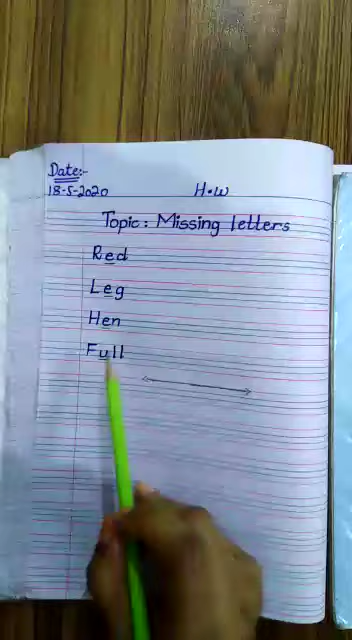 Date:-
18-5-2020 H.W
Topic: Missing letters
Red
Leg
Hen
Full